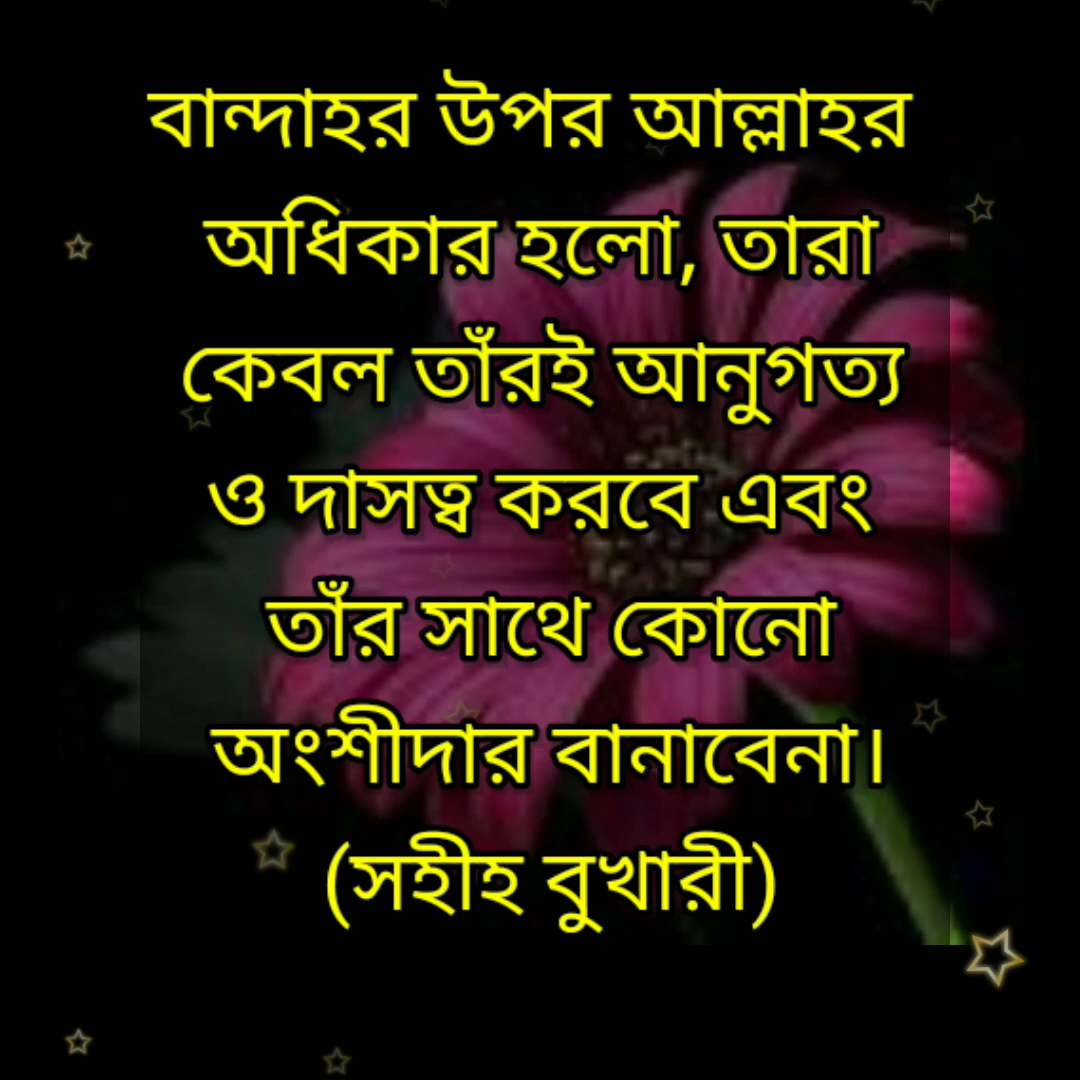 বান্দাহর উপর আল্লাহর
অধিকার হলো, তারা
কেবল তাঁরই আনুগত্য
ও দাসত্ব করবে এবং
তাঁর সাথে কোনো
অংশীদার বানাবেনা।
(সহীহ বুখারী)